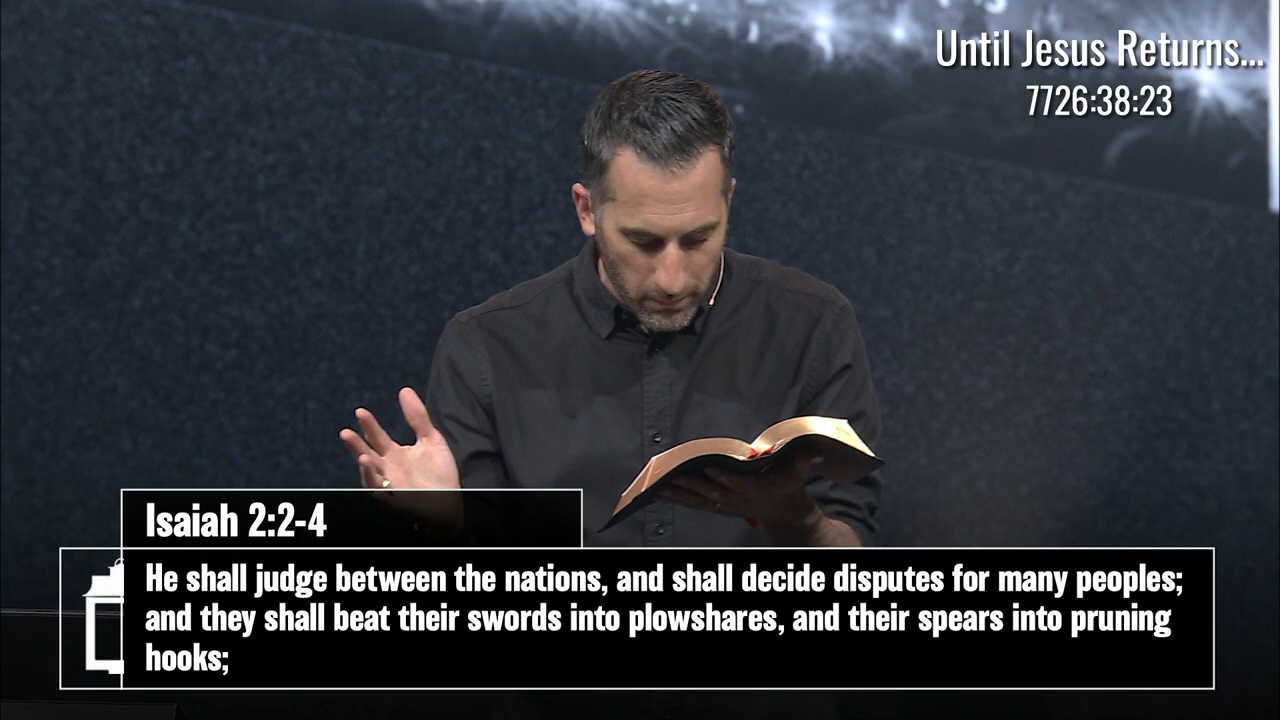 Until Jesus Returns...
7726:38:23
Isaiah 2:2-4
He shall judge between the nations, and shall decide disputes for many peoples;
and they shall beat their swords into plowshares, and their spears into pruning
hooks;